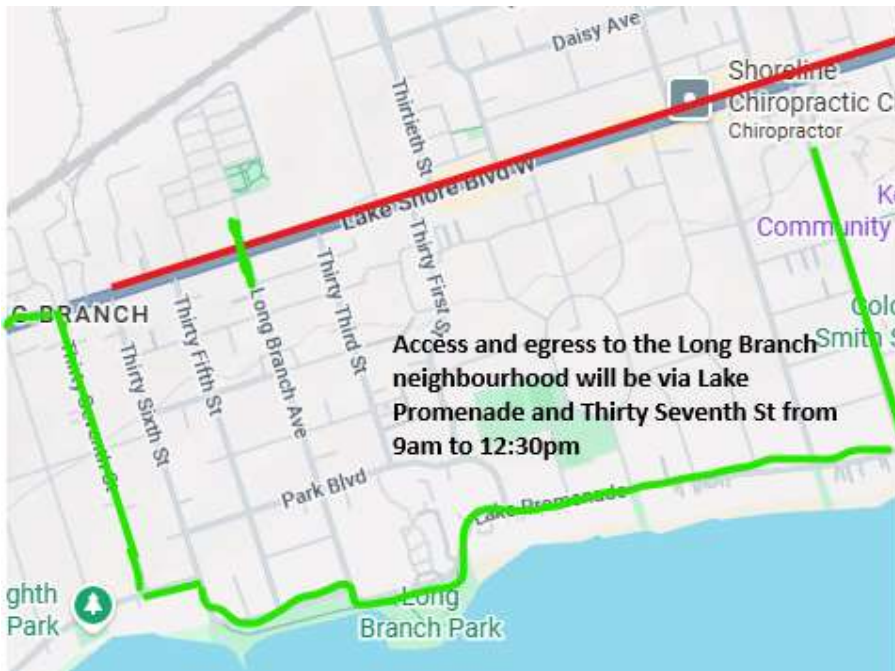 Daisy Ave
Thirtieth St
Shoreline
Chiropractic C
Chiropractor
Lake Shore Blvd W
K
Community
G BRANCH
Thirty First S
Thirty Third St
Long Branch Ave
Thirty Fifth St
Thirty Sixth St
Thirty Seventh St
Gold
Smith S
Access and egress to the Long Branch
neighbourhood will be via Lake
Promenade and Thirty Seventh St from
9am to 12:30pm
Park Blvd
Lake Promenade
ghth
Park
Long
Branch Park